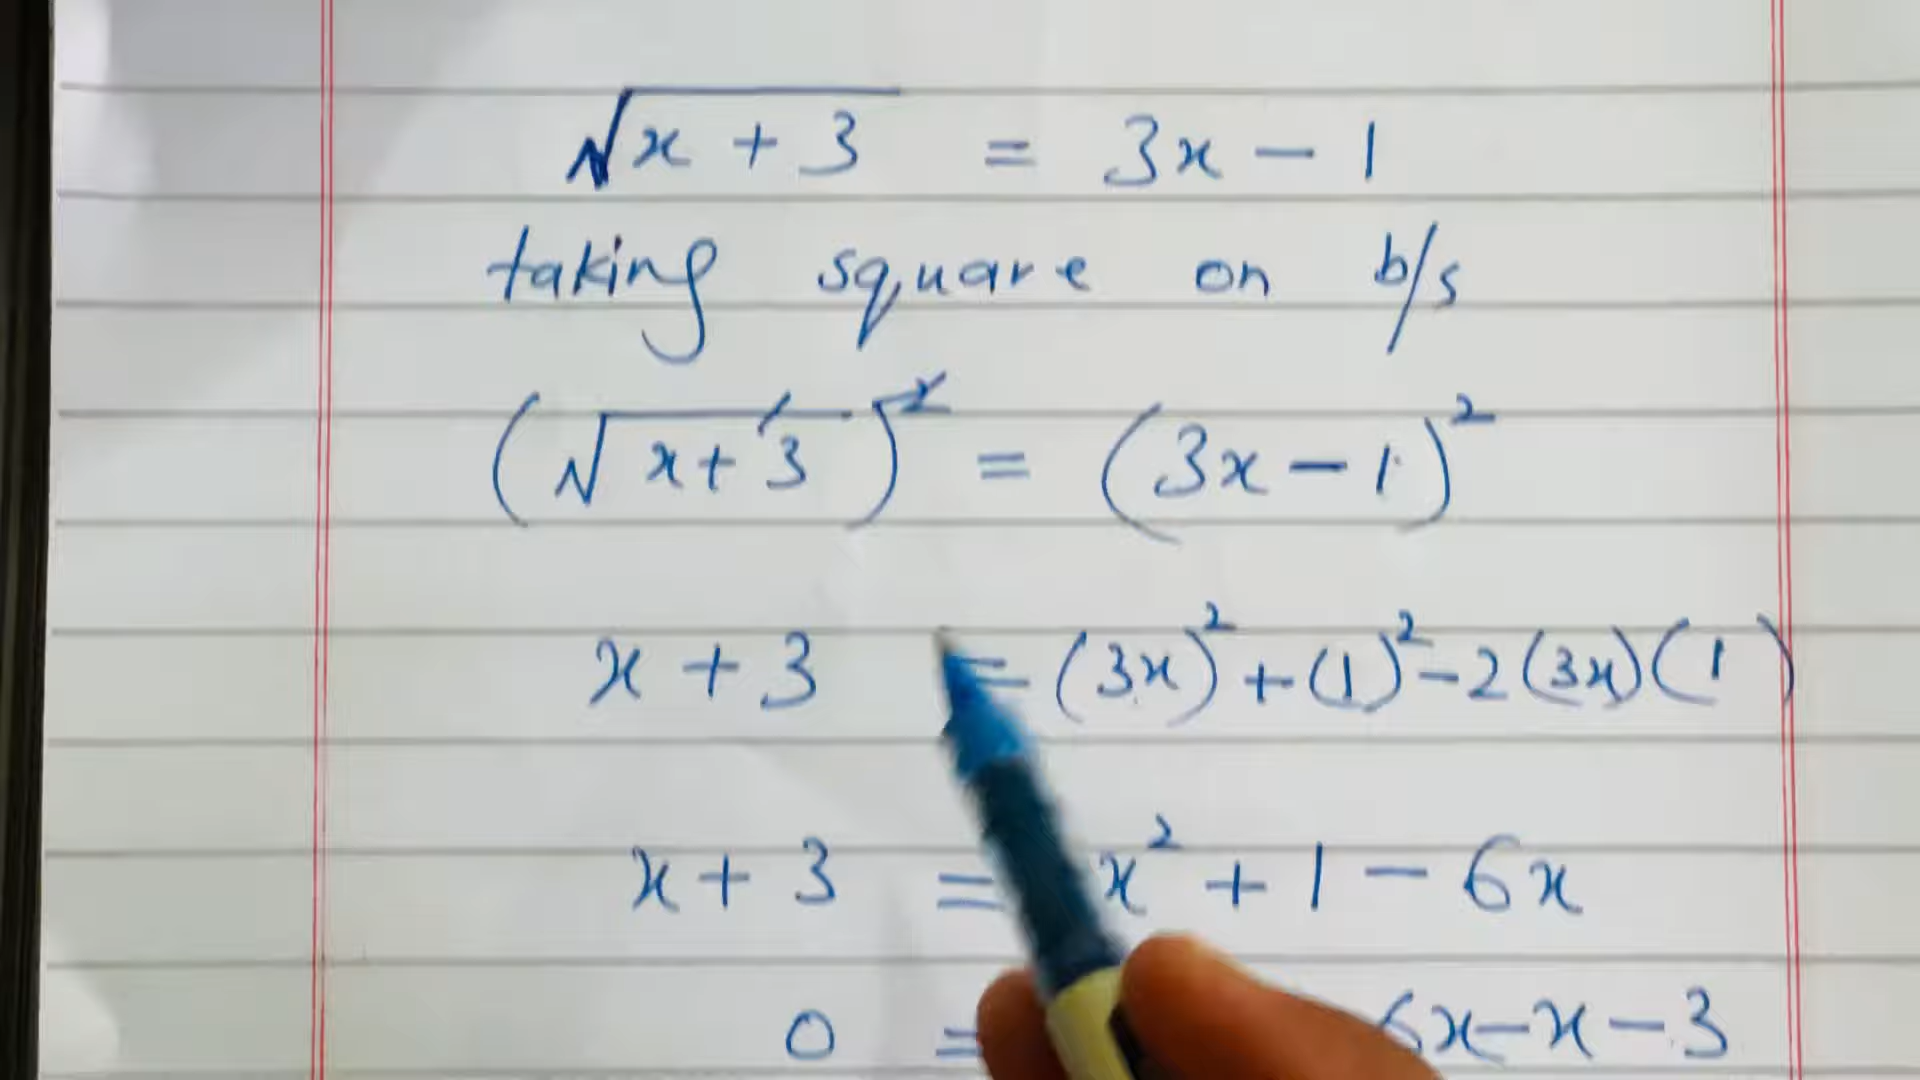 √(x + 3) = 3x - 1
taking square on b/s
(√(x + 3))² = (3x - 1)²
x + 3 = (3x)² + (1)² - 2(3x)(1)
x + 3 = x² + 1 - 6x
0 = 6x - x - 3